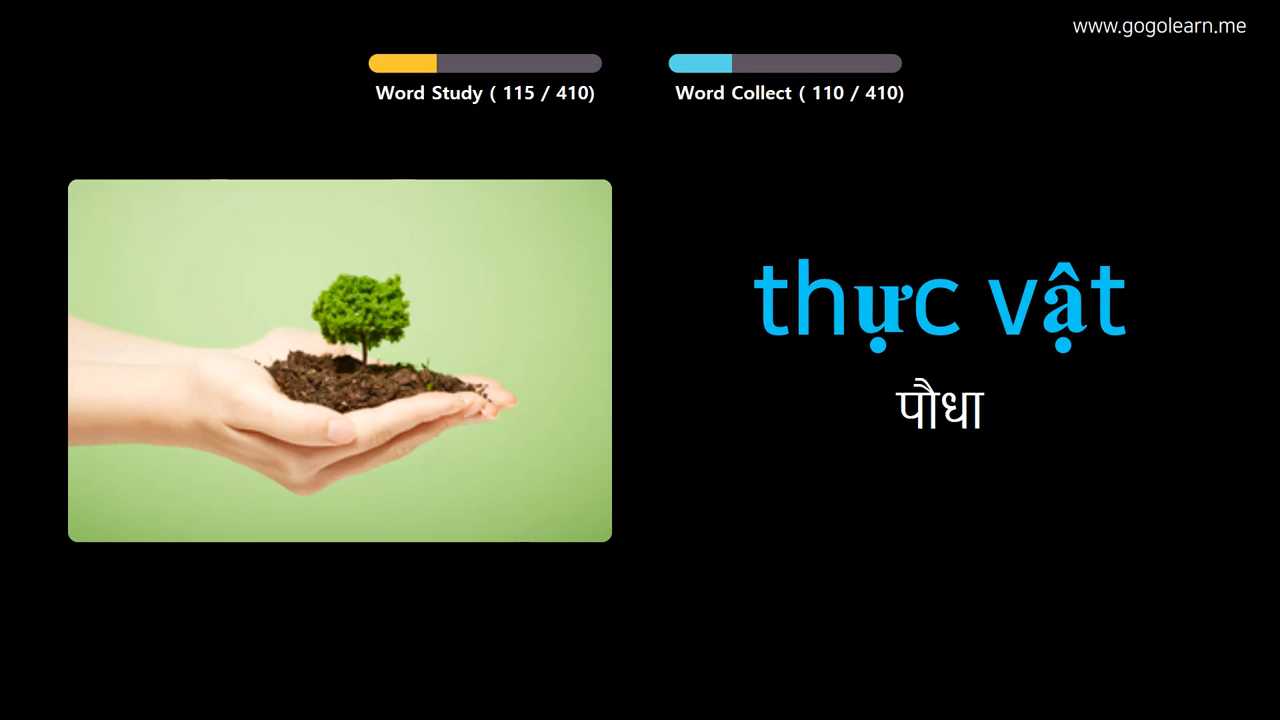 www.gogolearn.me
Word Study ( 115 / 410)
Word Collect ( 110 / 410)
thực vật
पौधा